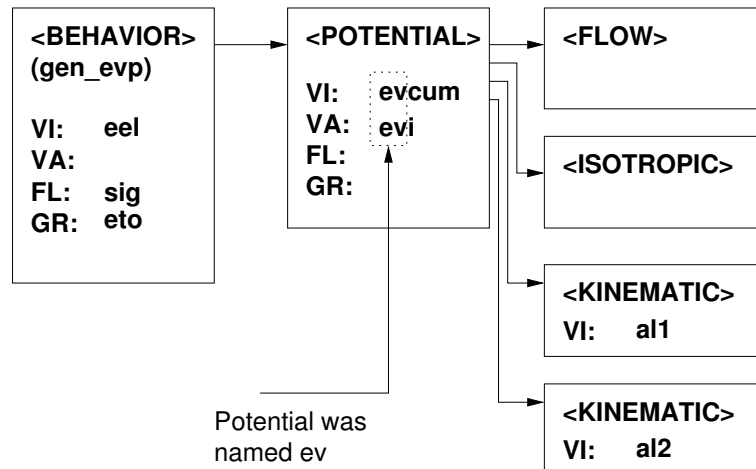 <BEHAVIOR>
(gen_evp)
VI: eel
VA:
FL: sig
GR: eto
<POTENTIAL>
VI: evcum
VA: evi
FL:
GR:
<FLOW>
<ISOTROPIC>
<KINEMATIC>
VI: al1
<KINEMATIC>
VI: al2
Potential was
named ev